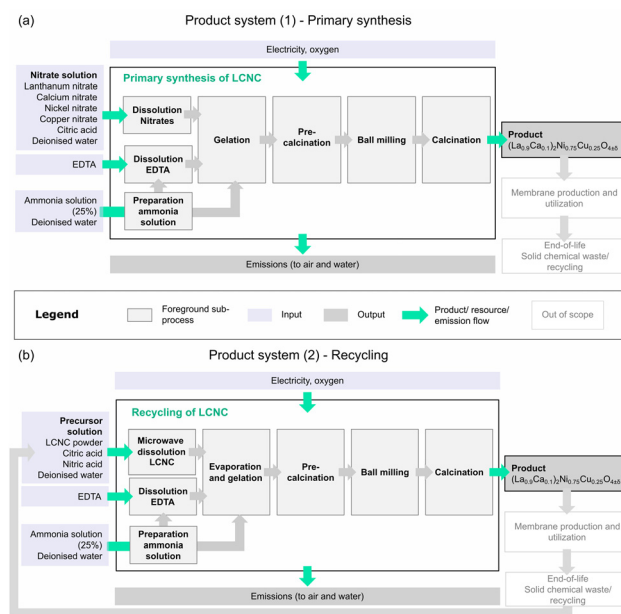 (a)
Product system (1) - Primary synthesis
Electricity, oxygen
Nitrate solution
Lanthanum nitrate
Calcium nitrate
Nickel nitrate
Copper nitrate
Citric acid
Deionised water
EDTA
Ammonia solution
(25%)
Deionised water
Primary synthesis of LCNC
Dissolution
Nitrates
Dissolution
EDTA
Preparation
ammonia
solution
Gelation
Pre-
calcination
Ball milling
Calcination
Product
(La₀.₉Ca₀.₁)₂Ni₀.₇₅Cu₀.₂₅O₄±δ
Membrane production and
utilization
End-of-life
Solid chemical waste/
recycling
Emissions (to air and water)
Legend
Foreground sub-
process
Input
Output
Product/ resource/
emission flow
Out of scope
(b)
Product system (2) - Recycling
Electricity, oxygen
Precursor
solution
LCNC powder
Citric acid
Nitric acid
Deionised water
EDTA
Ammonia solution
(25%)
Deionised water
Recycling of LCNC
Microwave
dissolution
LCNC
Dissolution
EDTA
Preparation
ammonia
solution
Evaporation
and gelation
Pre-
calcination
Ball milling
Calcination
Product
(La₀.₉Ca₀.₁)₂Ni₀.₇₅Cu₀.₂₅O₄±δ
Membrane production and
utilization
End-of-life
Solid chemical waste/
recycling
Emissions (to air and water)